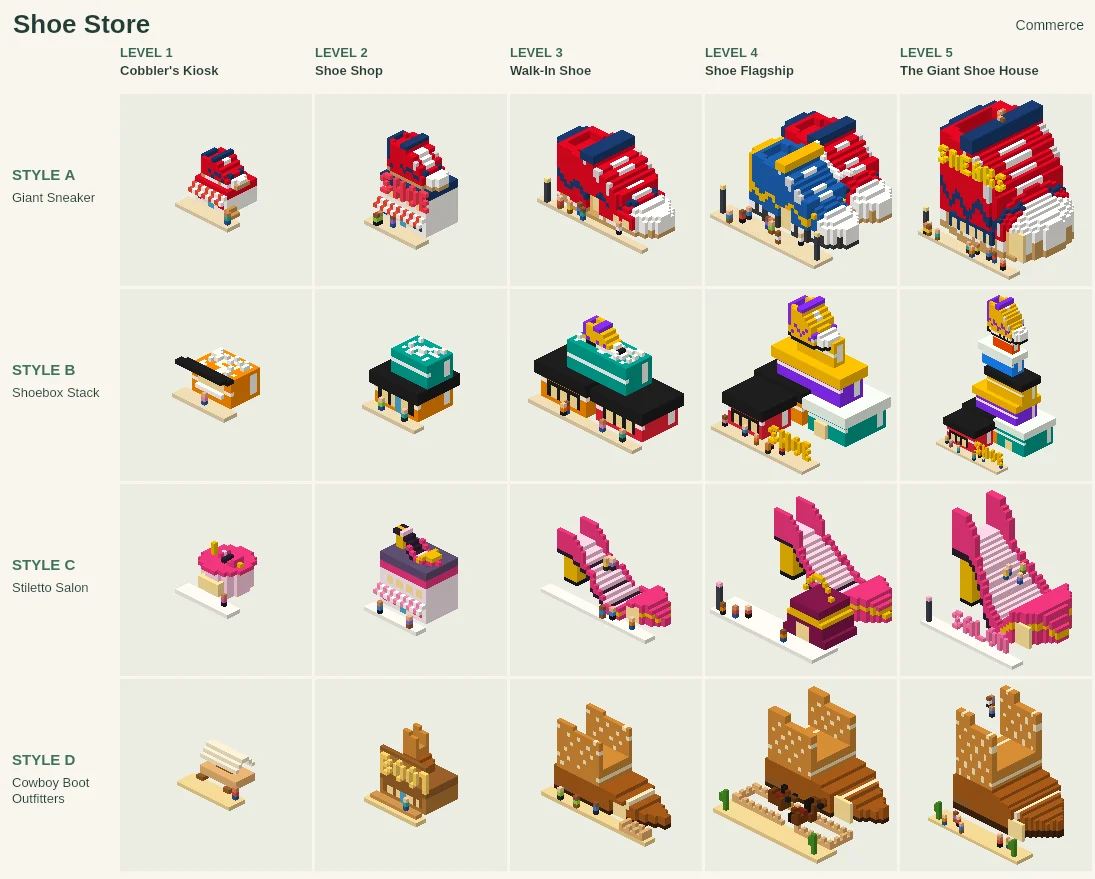 Shoe Store
Commerce
LEVEL 1
Cobbler's Kiosk
LEVEL 2
Shoe Shop
LEVEL 3
Walk-In Shoe
LEVEL 4
Shoe Flagship
LEVEL 5
The Giant Shoe House
STYLE A
Giant Sneaker
STYLE B
Shoebox Stack
STYLE C
Stiletto Salon
STYLE D
Cowboy Boot
Outfitters